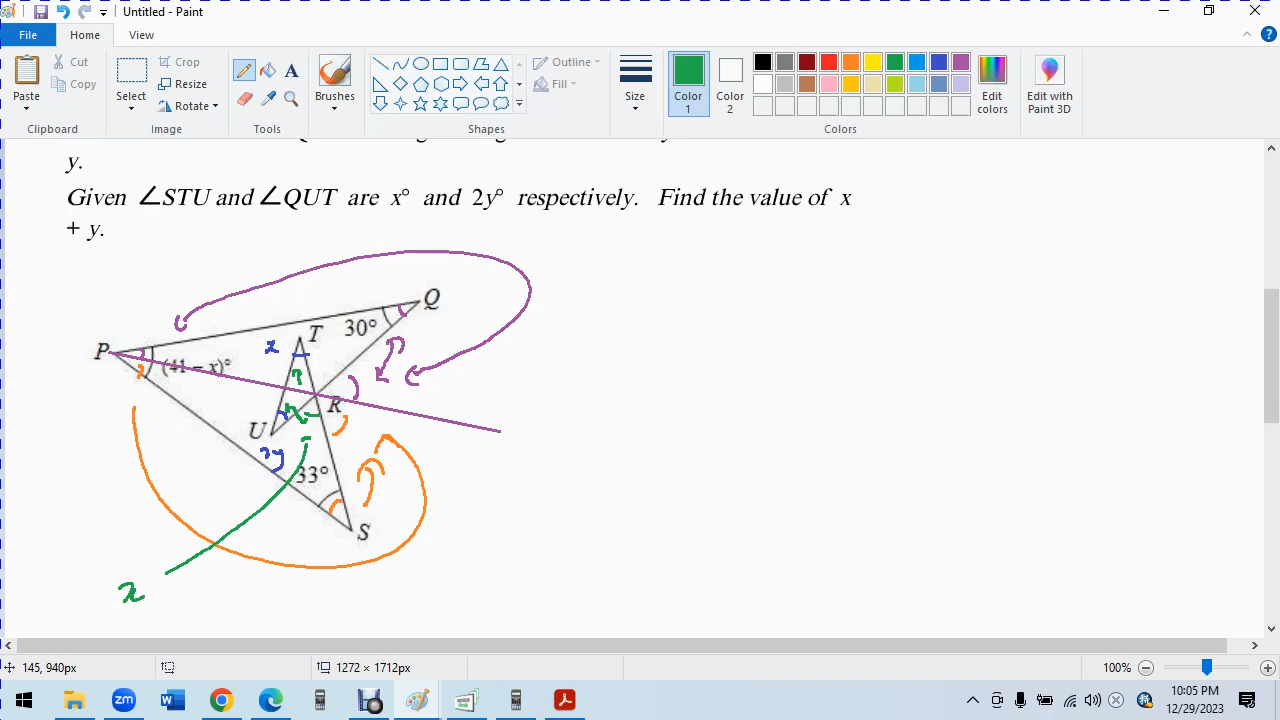 Untitled - Paint
File Home View
Paste Cut Copy Clipboard
Select Crop Resize Rotate Image
A Tools
Brushes
Outline Fill Shapes
Size
Color 1 Color 2 Edit colors Colors
Edit with Paint 3D
y.
Given ∠STU and ∠QUT are x° and 2y° respectively. Find the value of x
+ y.
Q
T 30°
x
P (41 − x)°
R
U
2y 33°
S
x
145, 940px 1272 × 1712px 100%
zm W
10:05 PM
12/29/2023